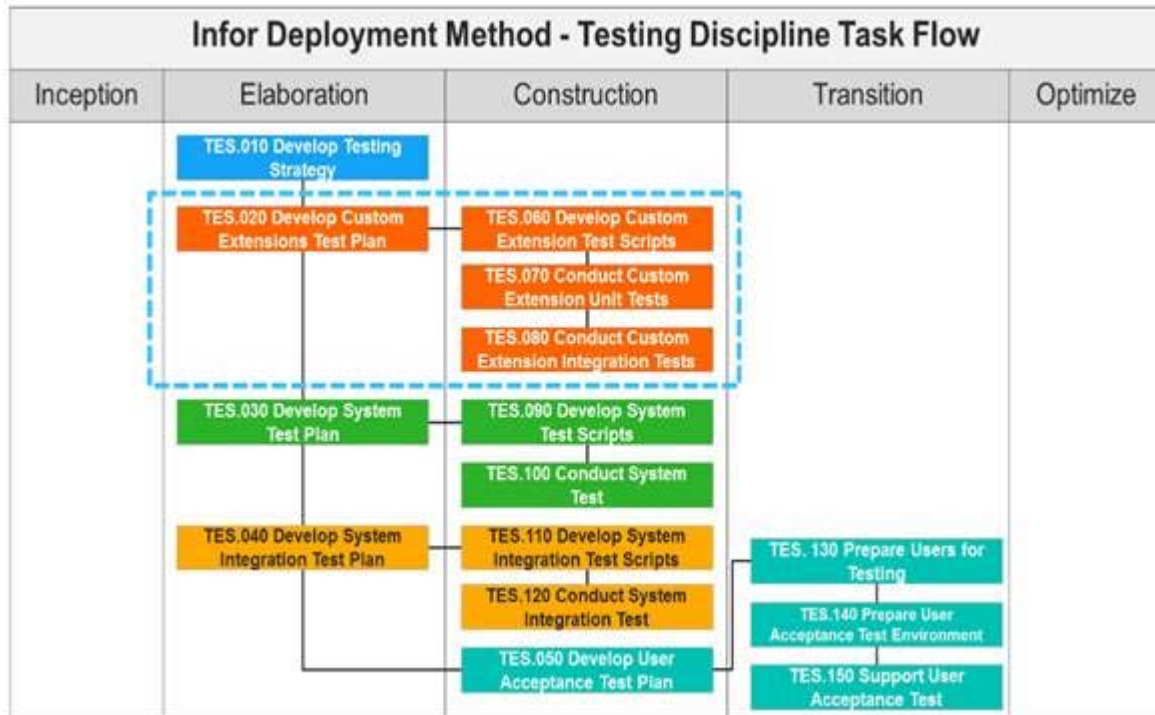 Infor Deployment Method - Testing Discipline Task Flow
Inception
Elaboration
Construction
Transition
Optimize
TES.010 Develop Testing
Strategy
TES.020 Develop Custom
Extensions Test Plan
TES.060 Develop Custom
Extension Test Scripts
TES.070 Conduct Custom
Extension Unit Tests
TES.080 Conduct Custom
Extension Integration Tests
TES.030 Develop System
Test Plan
TES.090 Develop System
Test Scripts
TES.100 Conduct System
Test
TES.040 Develop System
Integration Test Plan
TES.110 Develop System
Integration Test Scripts
TES.120 Conduct System
Integration Test
TES.050 Develop User
Acceptance Test Plan
TES. 130 Prepare Users for
Testing
TES.140 Prepare User
Acceptance Test Environment
TES.150 Support User
Acceptance Test